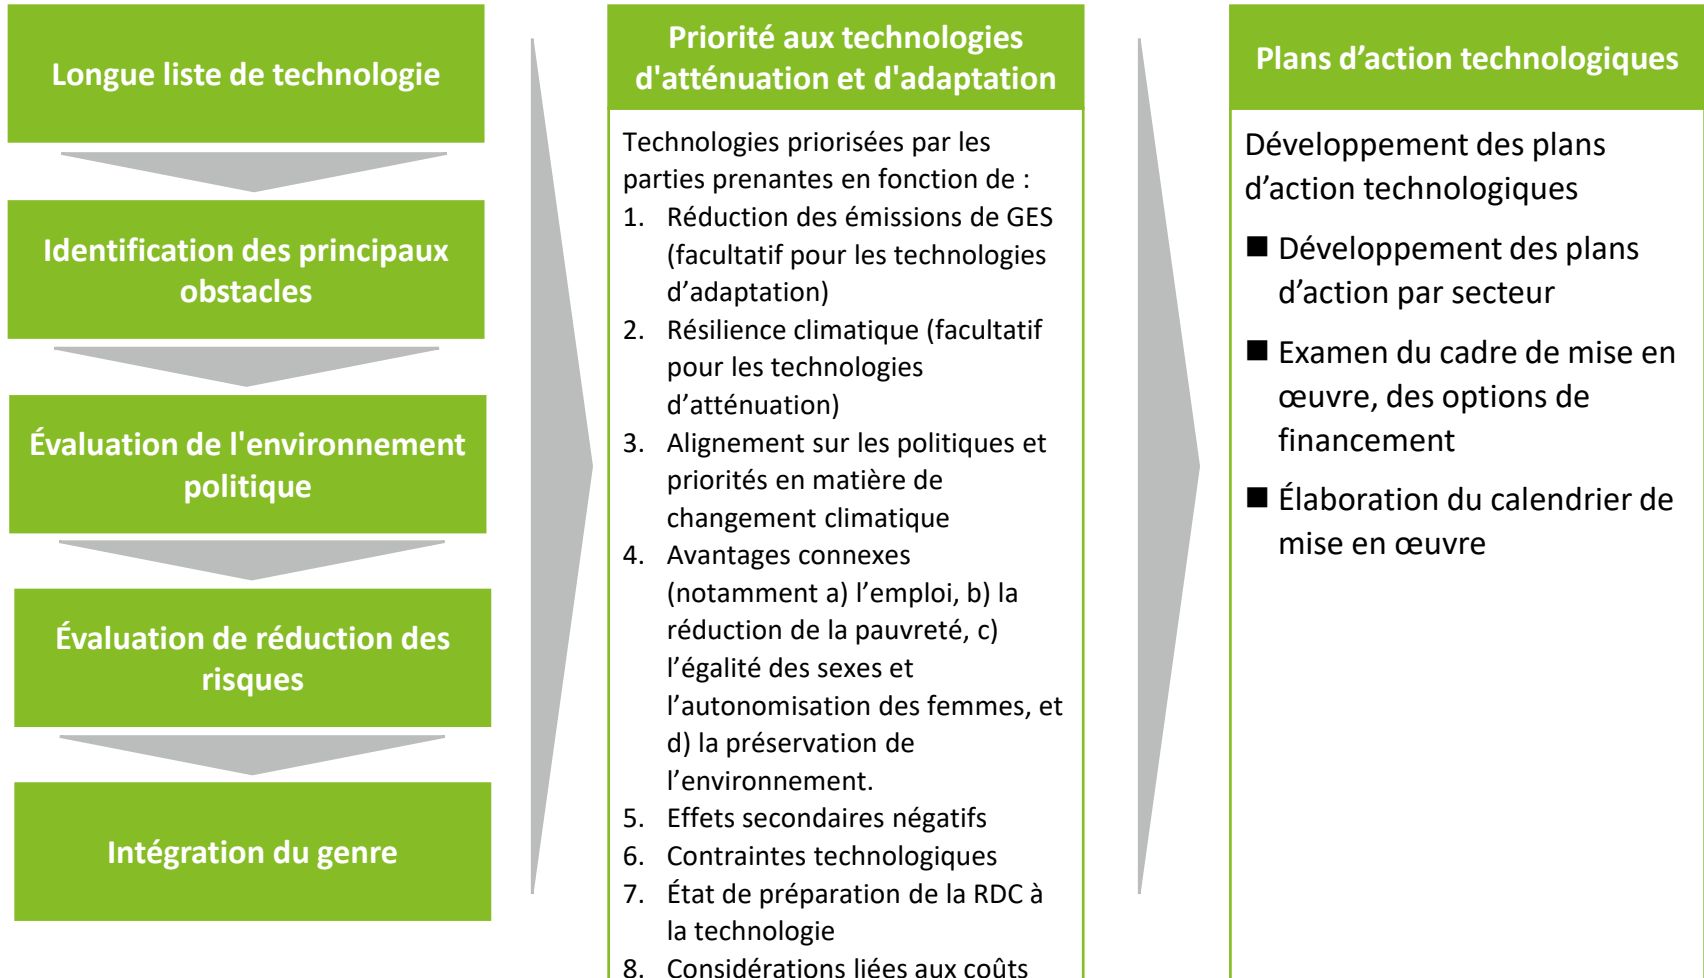 Longue liste de technologie
Identification des principaux
obstacles
Évaluation de l'environnement
politique
Évaluation de réduction des
risques
Intégration du genre
Priorité aux technologies
d'atténuation et d'adaptation
Technologies priorisées par les
parties prenantes en fonction de :
1. Réduction des émissions de GES
(facultatif pour les technologies
d’adaptation)
2. Résilience climatique (facultatif
pour les technologies
d’atténuation)
3. Alignement sur les politiques et
priorités en matière de
changement climatique
4. Avantages connexes
(notamment a) l’emploi, b) la
réduction de la pauvreté, c)
l’égalité des sexes et
l’autonomisation des femmes, et
d) la préservation de
l’environnement.
5. Effets secondaires négatifs
6. Contraintes technologiques
7. État de préparation de la RDC à
la technologie
8. Considérations liées aux coûts
Plans d’action technologiques
Développement des plans
d’action technologiques
■ Développement des plans
d’action par secteur
■ Examen du cadre de mise en
œuvre, des options de
financement
■ Élaboration du calendrier de
mise en œuvre